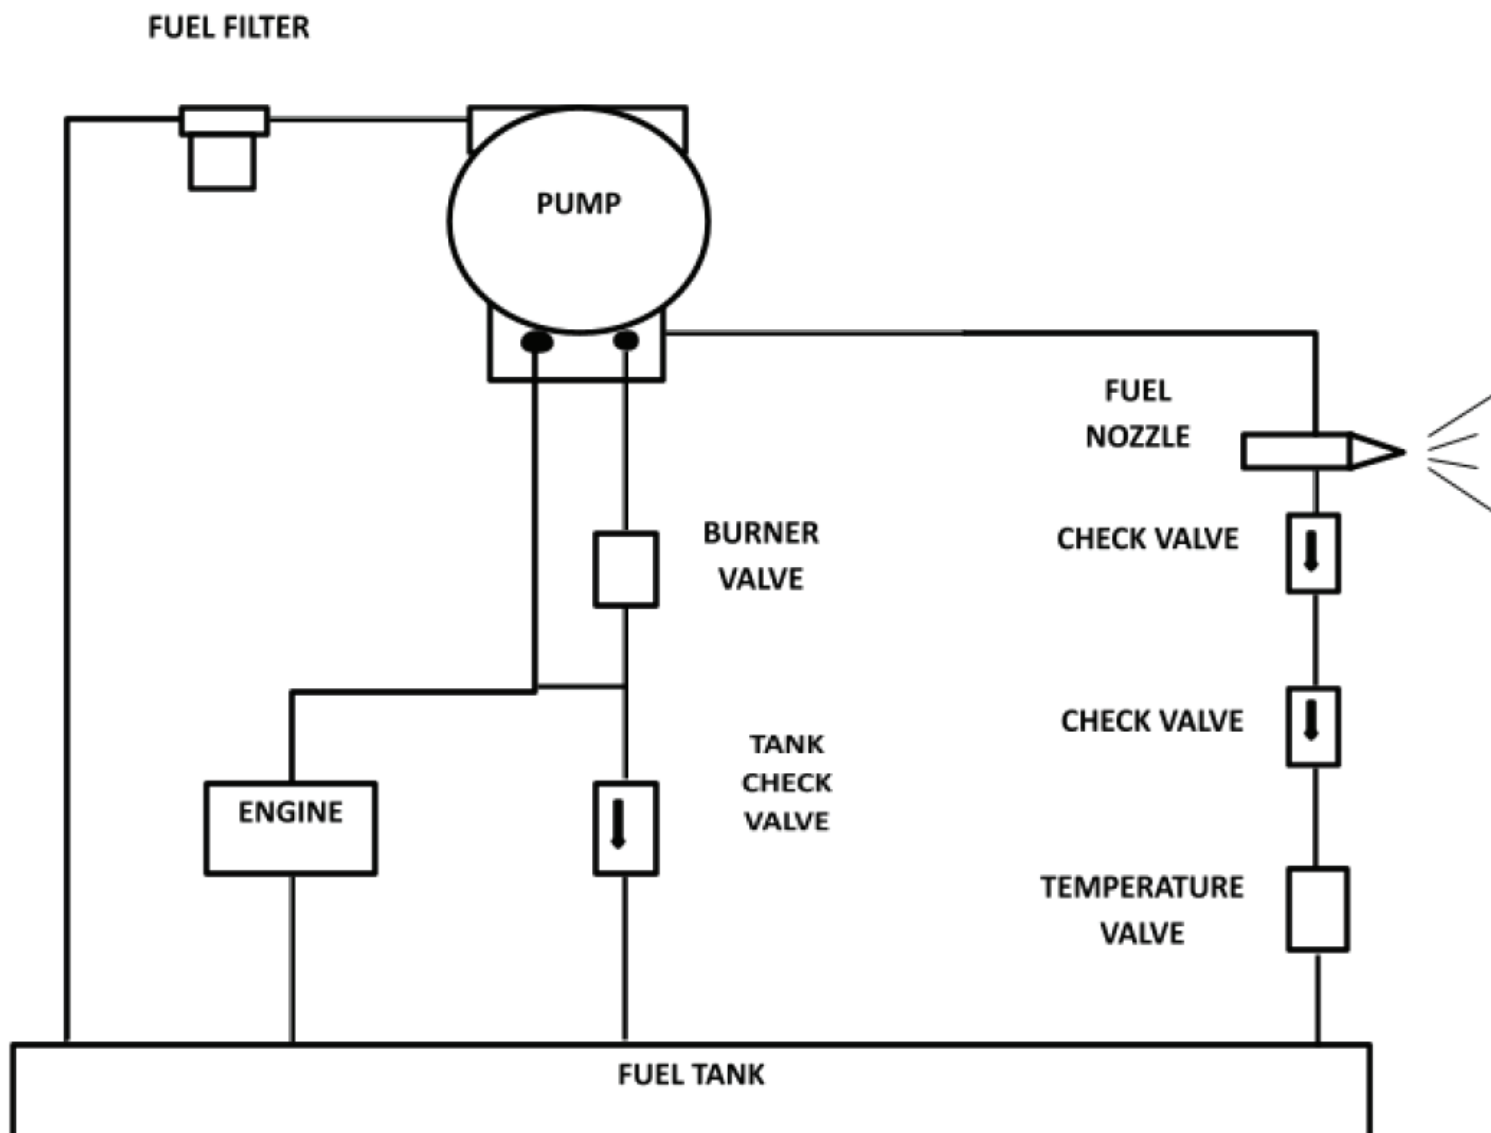 FUEL FILTER
PUMP
FUEL
NOZZLE
BURNER
VALVE
CHECK VALVE
CHECK VALVE
TANK
CHECK
VALVE
ENGINE
TEMPERATURE
VALVE
FUEL TANK